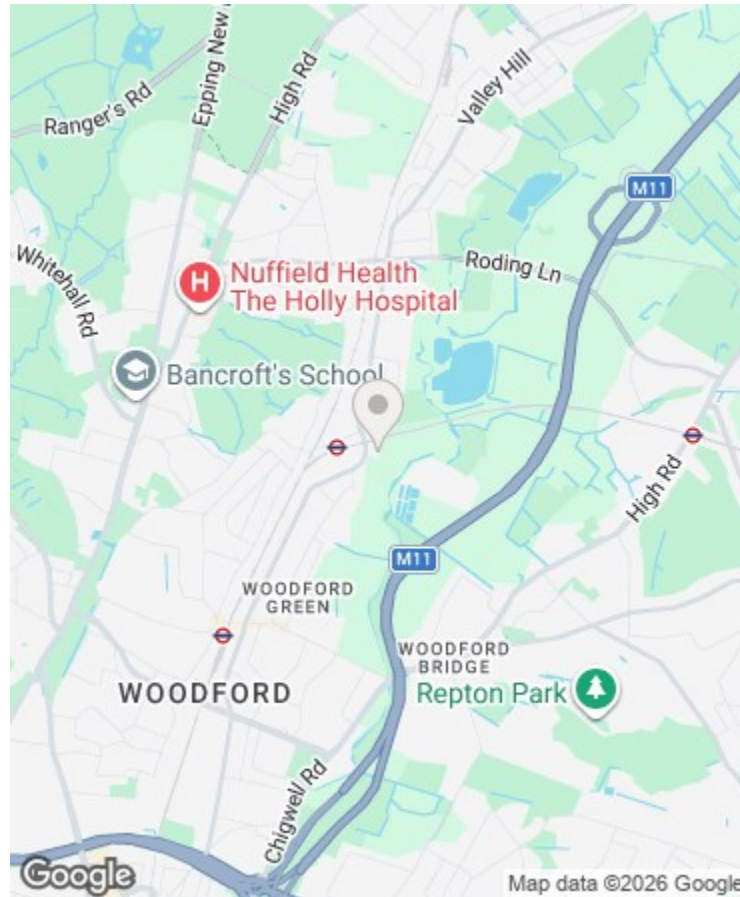 Epping New
High Rd
Ranger's Rd
Valley Hill
M11
Whitehall Rd
Roding Ln
H
Nuffield Health
The Holly Hospital
Bancroft's School
High Rd
M11
WOODFORD
GREEN
WOODFORD
BRIDGE
WOODFORD
Repton Park
Chigwell Rd
Google
Map data ©2026 Google